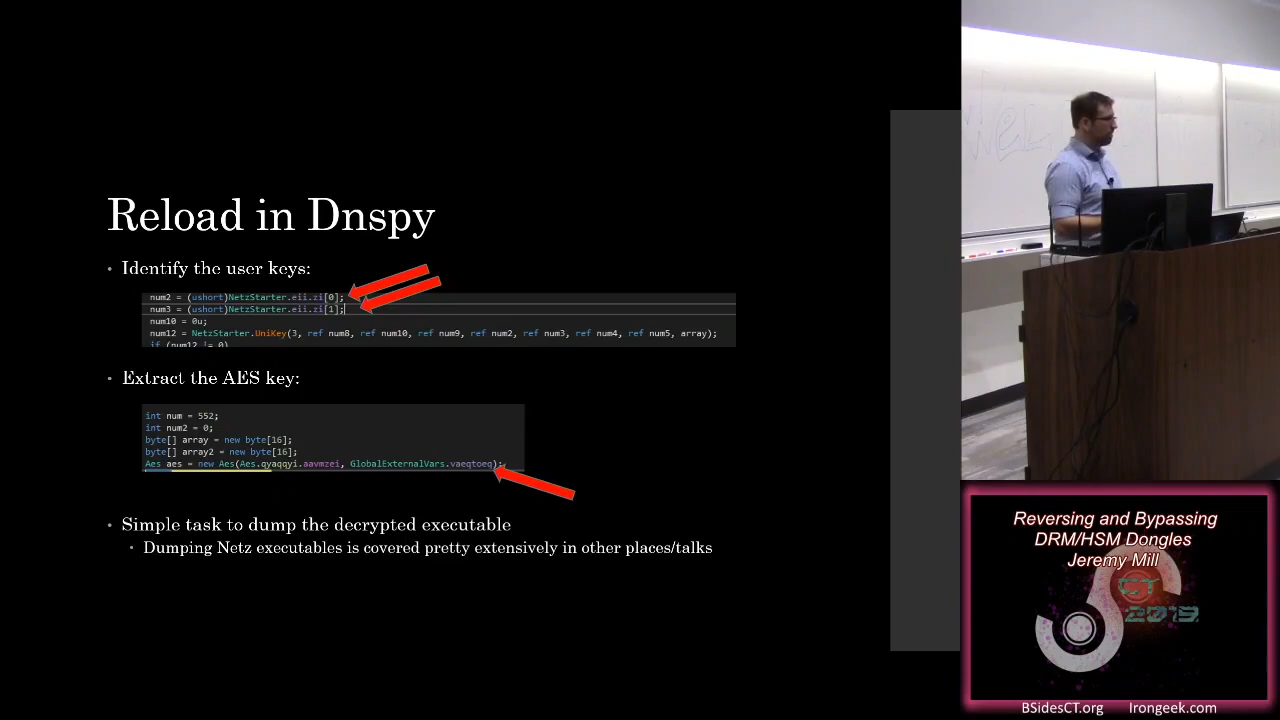 Reload in Dnspy
Identify the user keys:
num2 = (ushort)NetzStarter.eii.zi[0];
num3 = (ushort)NetzStarter.eii.zi[1];
num10 = 0u;
num12 = NetzStarter.UniKey(3, ref num8, ref num10, ref num9, ref num2, ref num3, ref num4, ref num5, array);
if (num12 != 0)
Extract the AES key:
int num = 552;
int num2 = 0;
byte[] array = new byte[16];
byte[] array2 = new byte[16];
Aes aes = new Aes(Aes.qyaqqyi.aavmzei, GlobalExternalVars.vaeqtoeq);
Simple task to dump the decrypted executable
Dumping Netz executables is covered pretty extensively in other places/talks
Reversing and Bypassing
DRM/HSM Dongles
Jeremy Mill
CT
2019
BSidesCT.org Irongeek.com